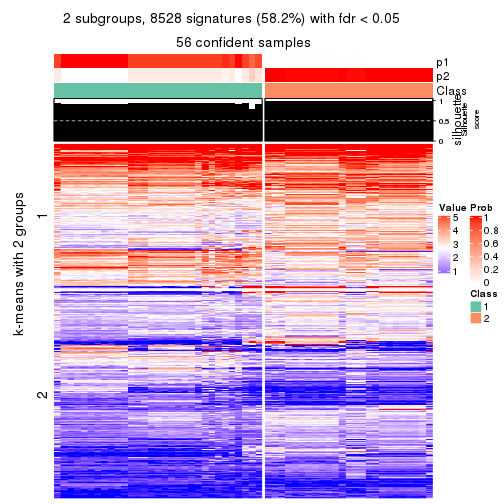 2 subgroups, 8528 signatures (58.2%) with fdr < 0.05
56 confident samples
p1
p2
Class
1
0.5
0
silhouette
Silhouette
score
k-means with 2 groups
1
2
Value
5
4
3
2
1
Prob
1
0.8
0.6
0.4
0.2
0
Class
1
2